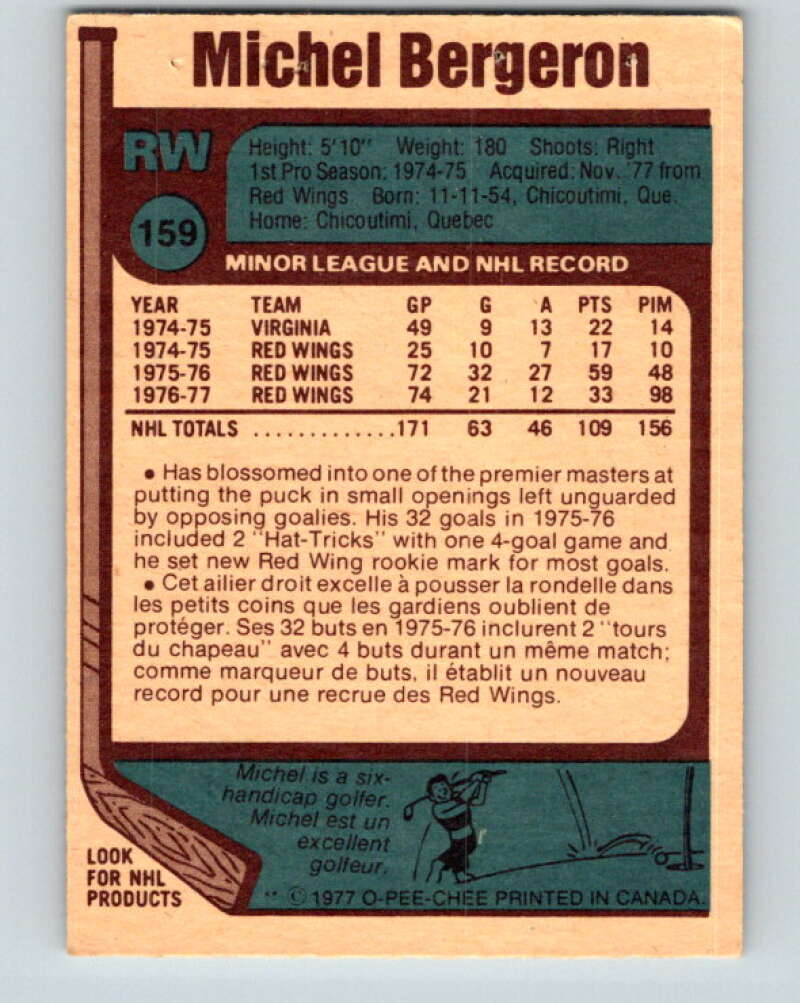 Michel Bergeron
RW
159
Height: 5'10" Weight: 180 Shoots: Right
1st Pro Season: 1974-75 Acquired: Nov. '77 from
Red Wings Born: 11-11-54, Chicoutimi, Que.
Home: Chicoutimi, Quebec
MINOR LEAGUE AND NHL RECORD
YEAR TEAM GP G A PTS PIM
1974-75 VIRGINIA 49 9 13 22 14
1974-75 RED WINGS 25 10 7 17 10
1975-76 RED WINGS 72 32 27 59 48
1976-77 RED WINGS 74 21 12 33 98
NHL TOTALS .............171 63 46 109 156
• Has blossomed into one of the premier masters at
putting the puck in small openings left unguarded
by opposing goalies. His 32 goals in 1975-76
included 2 "Hat-Tricks" with one 4-goal game and
he set new Red Wing rookie mark for most goals.
• Cet ailier droit excelle à pousser la rondelle dans
les petits coins que les gardiens oublient de
protéger. Ses 32 buts en 1975-76 inclurent 2 "tours
du chapeau" avec 4 buts durant un même match;
comme marqueur de buts, il établit un nouveau
record pour une recrue des Red Wings.
Michel is a six-
handicap golfer.
Michel est un
excellent
golfeur.
LOOK
FOR NHL
PRODUCTS
** © 1977 O-PEE-CHEE PRINTED IN CANADA.